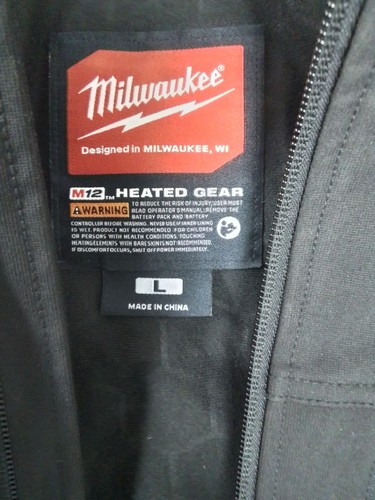 Milwaukee
Designed in MILWAUKEE, WI
M12™ HEATED GEAR
WARNING TO REDUCE THE RISK OF INJURY, USER MUST
READ OPERATOR'S MANUAL; REMOVE THE
BATTERY PACK AND BATTERY
CONTROLLER BEFORE WASHING. NEVER USE IF INNER LINING
IS WET. PRODUCT NOT RECOMMENDED FOR CHILDREN
OR PERSONS WITH HEALTH CONDITIONS. TOUCHING
HEATING ELEMENTS WITH BARE SKIN IS NOT RECOMMENDED.
IF DISCOMFORT OCCURS, SHUT OFF POWER IMMEDIATELY.
L
MADE IN CHINA